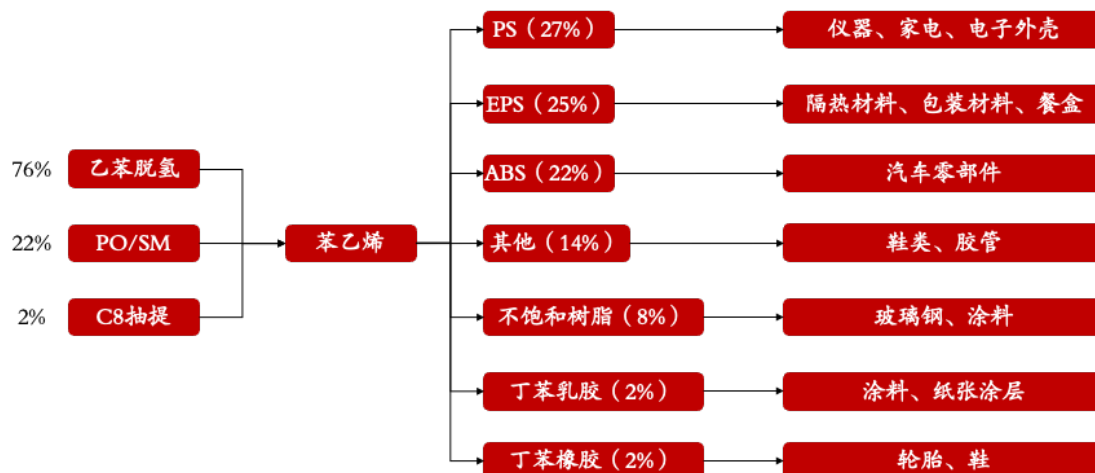 PS（27%）
仪器、家电、电子外壳
EPS（25%）
隔热材料、包装材料、餐盒
76%
乙苯脱氢
ABS（22%）
汽车零部件
22%
PO/SM
苯乙烯
其他（14%）
鞋类、胶管
2%
C8抽提
不饱和树脂（8%）
玻璃钢、涂料
丁苯乳胶（2%）
涂料、纸张涂层
丁苯橡胶（2%）
轮胎、鞋